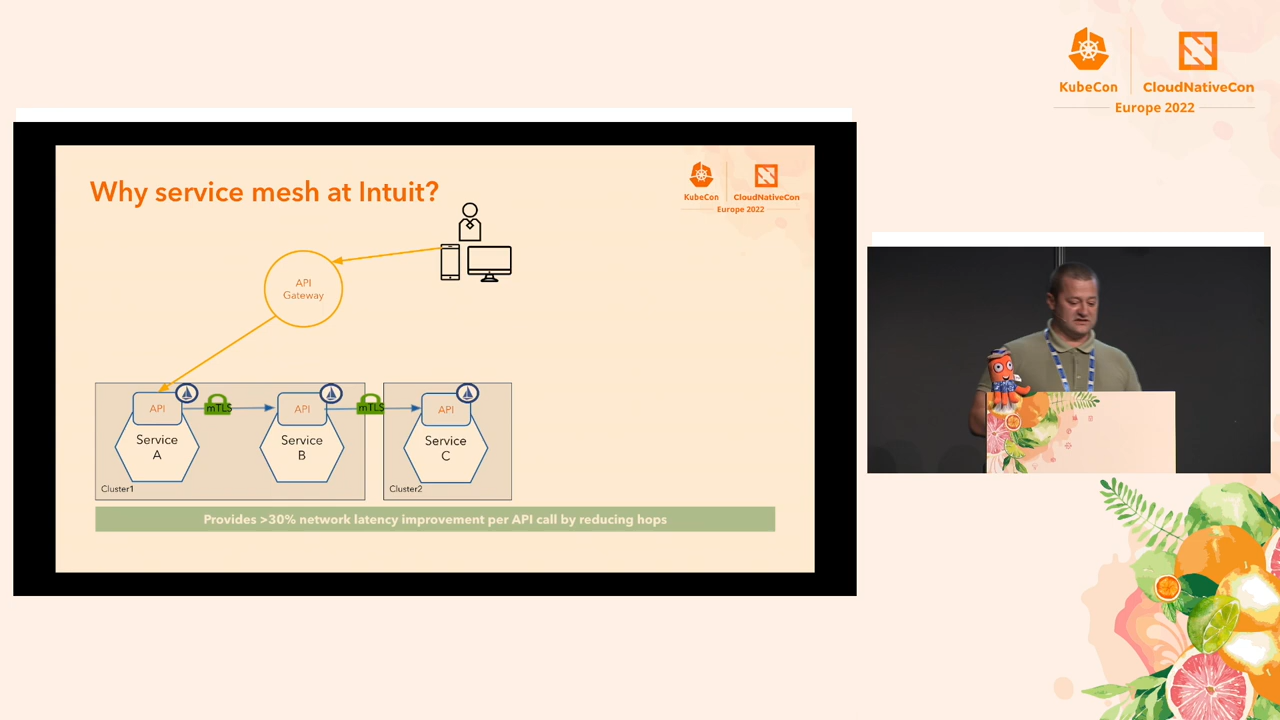 KubeCon
CloudNativeCon
Europe 2022
Why service mesh at Intuit?
KubeCon
CloudNativeCon
Europe 2022
API
Gateway
API
mTLS
API
mTLS
API
Service
A
Service
B
Service
C
Cluster1
Cluster2
Provides >30% network latency improvement per API call by reducing hops